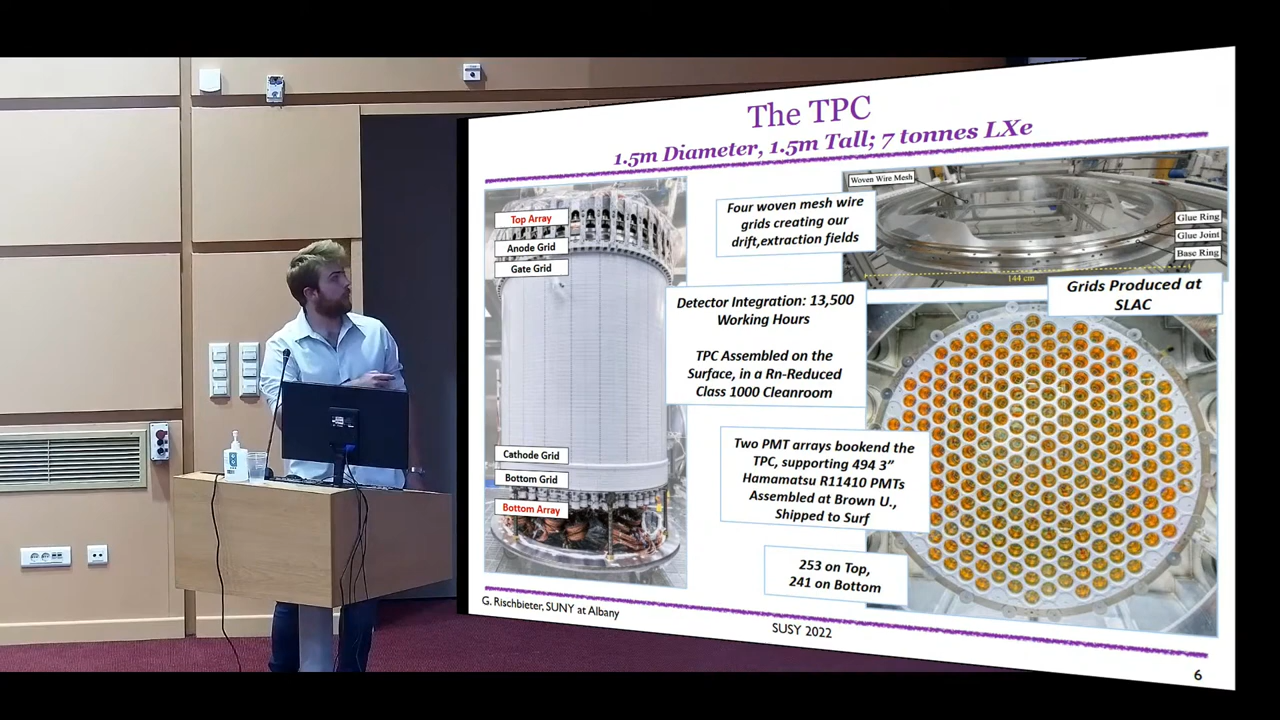 The TPC
1.5m Diameter, 1.5m Tall; 7 tonnes LXe
Top Array
Anode Grid
Gate Grid
Cathode Grid
Bottom Grid
Bottom Array
Four woven mesh wire
grids creating our
drift,extraction fields
Detector Integration: 13,500
Working Hours
TPC Assembled on the
Surface, in a Rn-Reduced
Class 1000 Cleanroom
Two PMT arrays bookend the
TPC, supporting 494 3”
Hamamatsu R11410 PMTs
Assembled at Brown U.,
Shipped to Surf
253 on Top,
241 on Bottom
Woven Wire Mesh
Glue Ring
Glue Joint
Base Ring
144 cm
Grids Produced at
SLAC
G. Rischbieter, SUNY at Albany
SUSY 2022
6